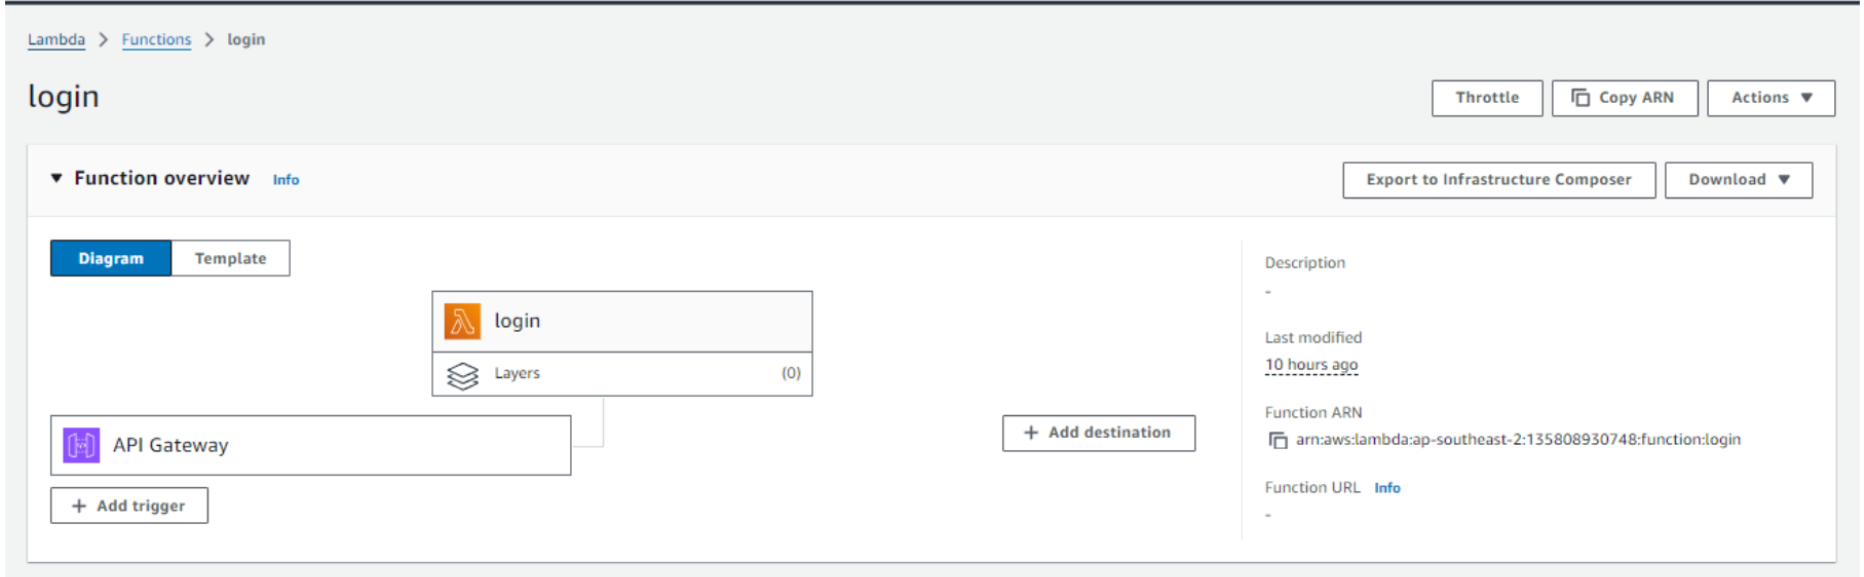 Lambda > Functions > login
login
Throttle
Copy ARN
Actions
Function overview Info
Export to Infrastructure Composer
Download
Diagram
Template
login
Layers (0)
API Gateway
+ Add trigger
+ Add destination
Description
-
Last modified
10 hours ago
Function ARN
arn:aws:lambda:ap-southeast-2:135808930748:function:login
Function URL Info
-